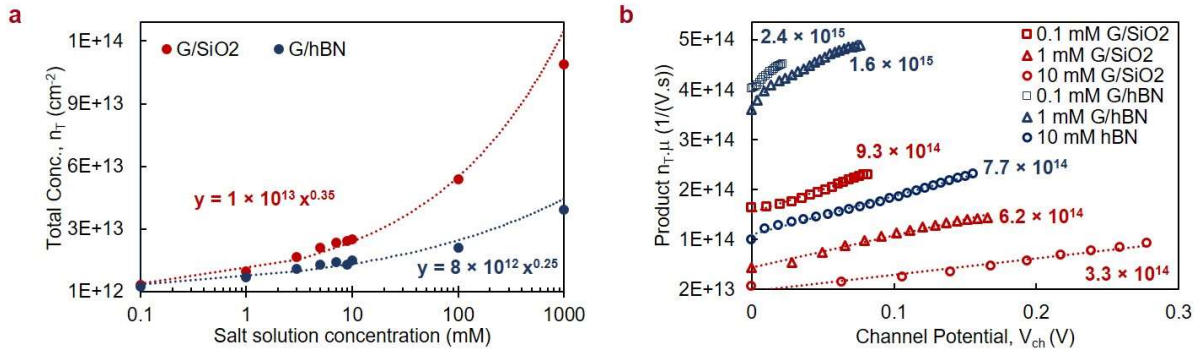 a
G/SiO2
G/hBN
Total Conc., nT (cm-2)
1E+14
9E+13
6E+13
3E+13
1E+12
y = 1 × 10^13 x^0.35
y = 8 × 10^12 x^0.25
0.1
1
10
100
1000
Salt solution concentration (mM)
b
Product nT.μ (1/(V.s))
5E+14
4E+14
3E+14
2E+14
1E+14
2E+13
2.4 × 10^15
1.6 × 10^15
9.3 × 10^14
7.7 × 10^14
6.2 × 10^14
3.3 × 10^14
0.1 mM G/SiO2
1 mM G/SiO2
10 mM G/SiO2
0.1 mM G/hBN
1 mM G/hBN
10 mM hBN
0
0.1
0.2
0.3
Channel Potential, Vch (V)